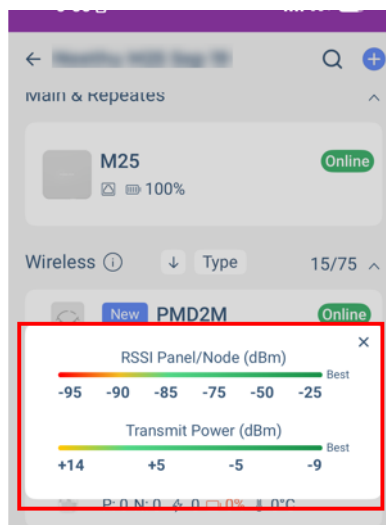 Main & Repeates
M25
Online
100%
Wireless
Type
15/75
New
PMD2M
Online
RSSI Panel/Node (dBm)
Best
-95 -90 -85 -75 -50 -25
Transmit Power (dBm)
Best
+14 +5 -5 -9
P: 0 N: 0 0 0% 0°C